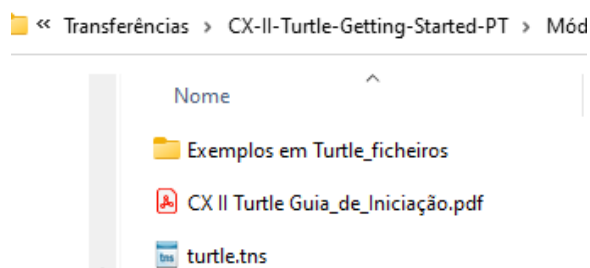 « Transferências > CX-II-Turtle-Getting-Started-PT > Mód
Nome
Exemplos em Turtle_ficheiros
CX II Turtle Guia_de_Iniciação.pdf
tns turtle.tns